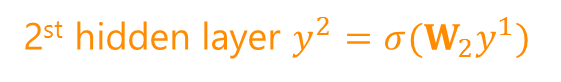 2st hidden layer y² = σ(W₂y¹)